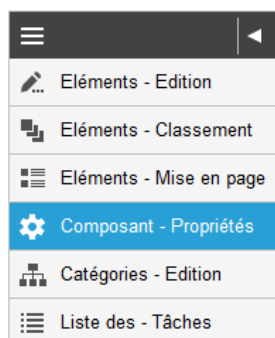 Eléments - Edition
Eléments - Classement
Eléments - Mise en page
Composant - Propriétés
Catégories - Edition
Liste des - Tâches